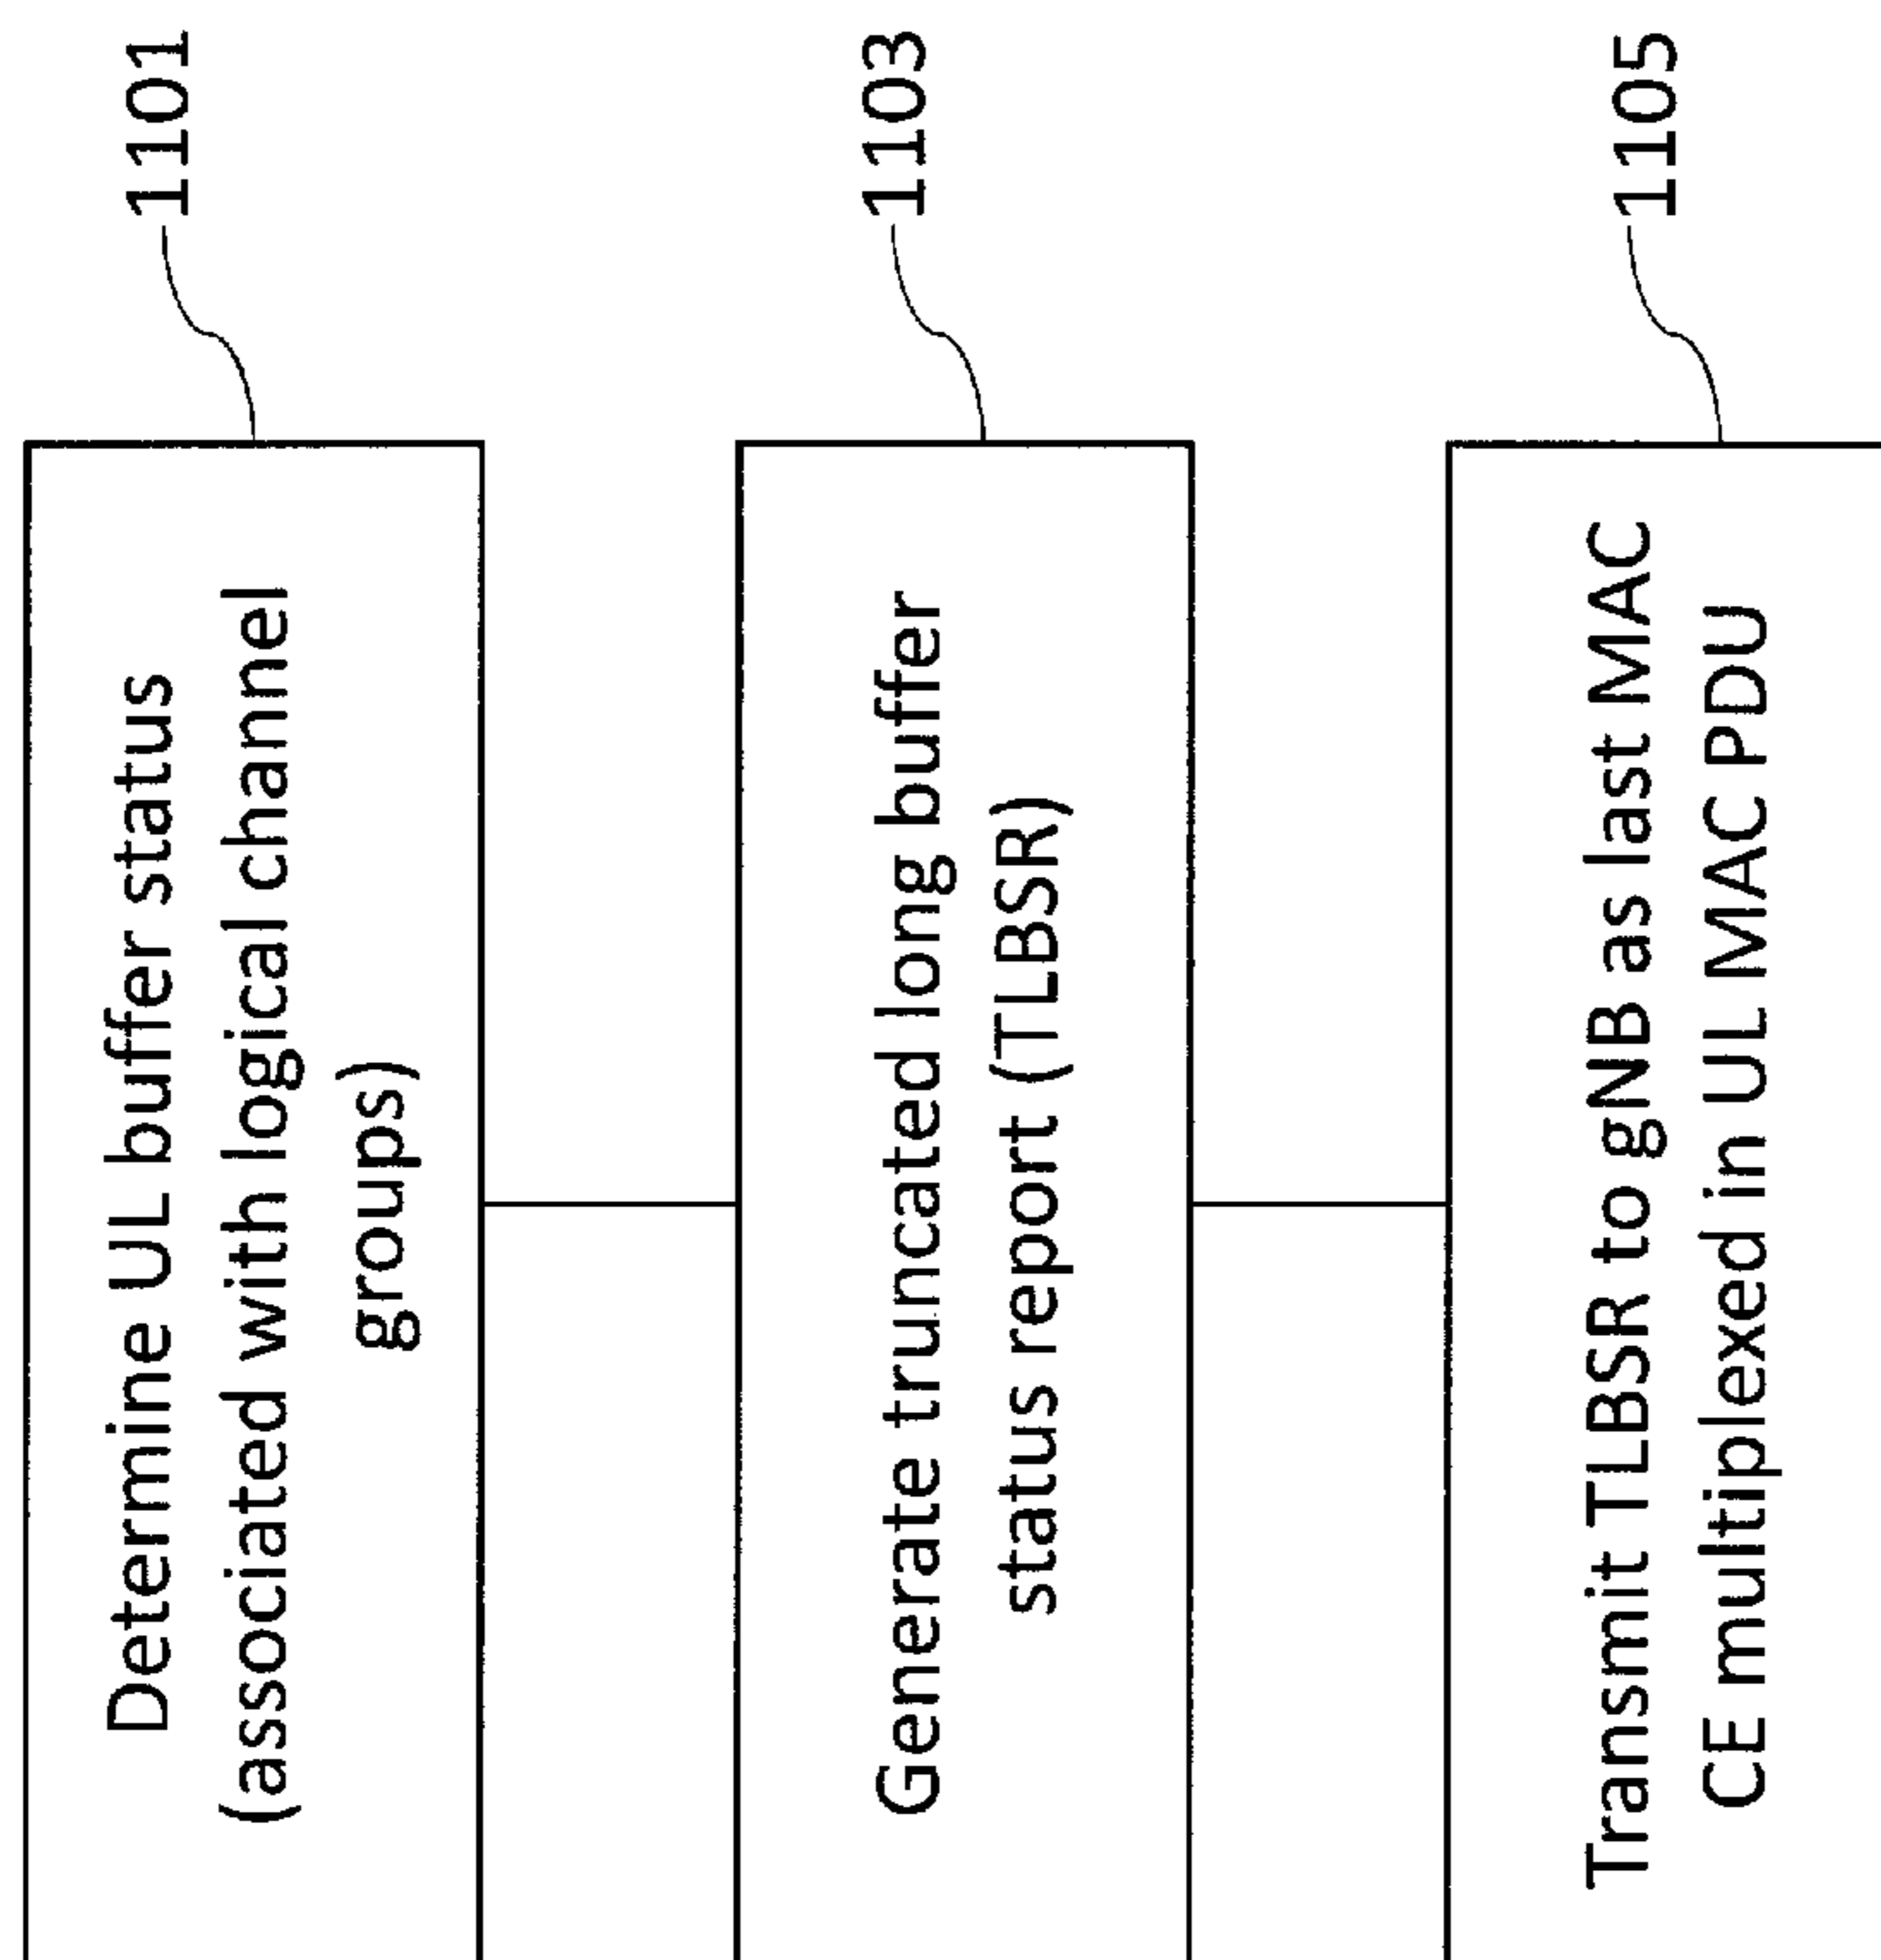 Determine UL buffer status
(associated with logical channel
groups)
1101
Generate truncated long buffer
status report (TLBSR)
1103
Transmit TLBSR to gNB as last MAC
CE multiplexed in UL MAC PDU
1105